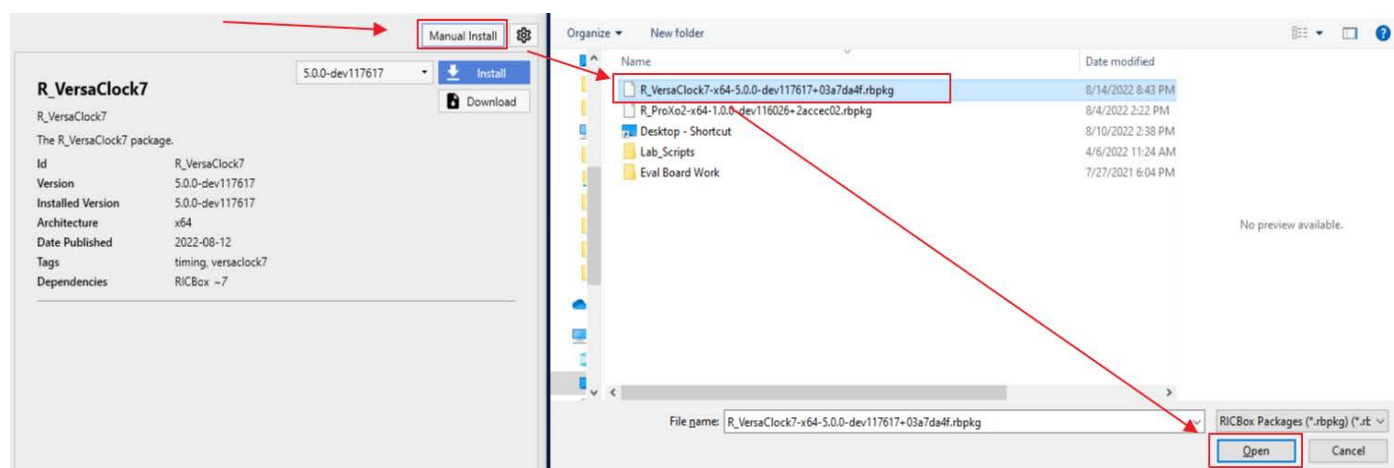 Manual Install
R_VersaClock7
5.0.0-dev117617
Install
Download
R_VersaClock7
The R_VersaClock7 package.
Id R_VersaClock7
Version 5.0.0-dev117617
Installed Version 5.0.0-dev117617
Architecture x64
Date Published 2022-08-12
Tags timing, versaclock7
Dependencies RICBox ~7
Organize New folder
Name Date modified
R_VersaClock7-x64-5.0.0-dev117617+03a7da4f.rbpkg 8/14/2022 8:43 PM
R_ProXo2-x64-1.0.0-dev116026+2accec02.rbpkg 8/4/2022 2:22 PM
Desktop - Shortcut 8/10/2022 2:38 PM
Lab_Scripts 4/6/2022 11:24 AM
Eval Board Work 7/27/2021 6:04 PM
No preview available.
File name: R_VersaClock7-x64-5.0.0-dev117617+03a7da4f.rbpkg
RICBox Packages (*.rbpkg) (*.rt
Open Cancel